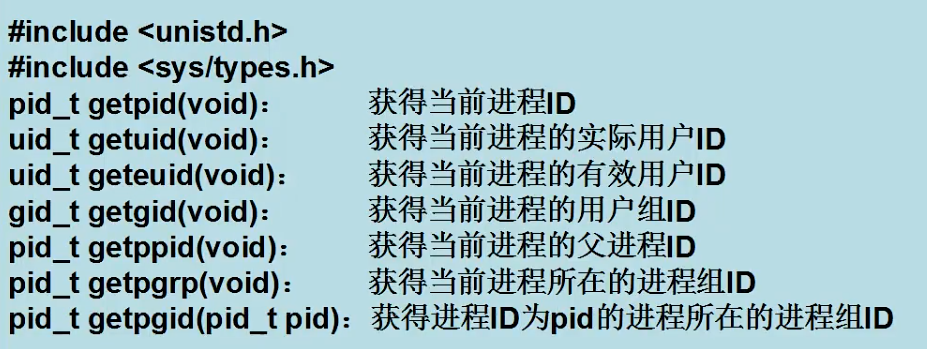 #include <unistd.h>
#include <sys/types.h>
pid_t getpid(void)： 获得当前进程ID
uid_t getuid(void)： 获得当前进程的实际用户ID
uid_t geteuid(void)： 获得当前进程的有效用户ID
gid_t getgid(void)： 获得当前进程的用户组ID
pid_t getppid(void)： 获得当前进程的父进程ID
pid_t getpgrp(void)： 获得当前进程所在的进程组ID
pid_t getpgid(pid_t pid)：获得进程ID为pid的进程所在的进程组ID